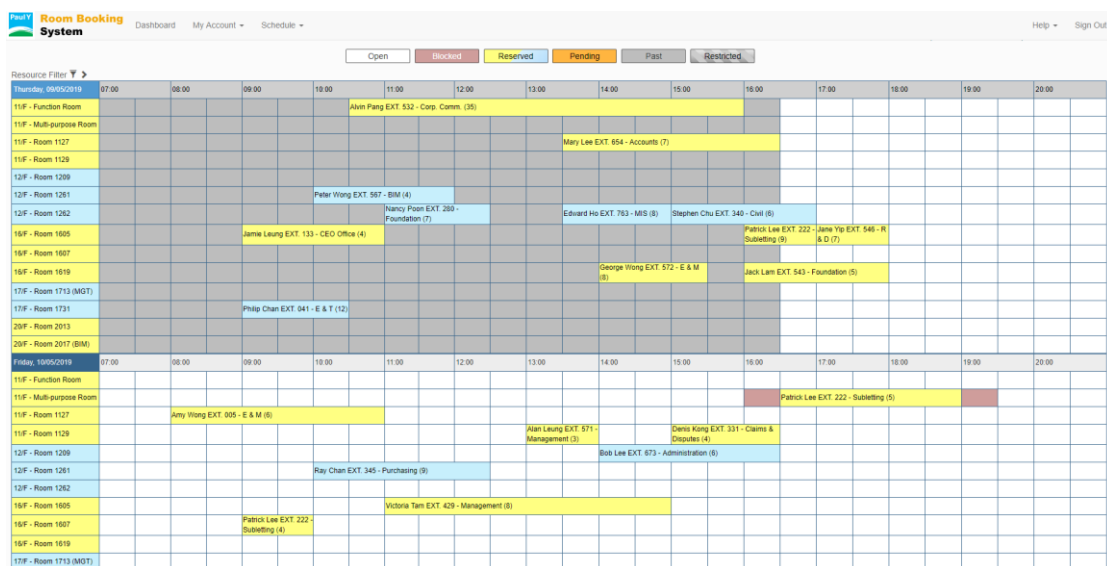 Paul Y
Room Booking
System
Dashboard
My Account
Schedule
Help
Sign Out
Open
Blocked
Reserved
Pending
Past
Restricted
Resource Filter
Thursday, 09/05/2019 07:00 08:00 09:00 10:00 11:00 12:00 13:00 14:00 15:00 16:00 17:00 18:00 19:00 20:00
11/F - Function Room Alvin Pang EXT. 532 - Corp. Comm. (35)
11/F - Multi-purpose Room
11/F - Room 1127 Mary Lee EXT. 654 - Accounts (7)
11/F - Room 1129
12/F - Room 1209
12/F - Room 1261 Peter Wong EXT. 567 - BIM (4)
12/F - Room 1262
Nancy Poon EXT. 280 -
Foundation (7)
Edward Ho EXT. 763 - MIS (8)
Stephen Chu EXT. 340 - Civil (6)
16/F - Room 1605
Jamie Leung EXT. 133 - CEO Office (4)
Patrick Lee EXT. 222 -
Subletting (9)
Jane Yip EXT. 546 - R
& D (7)
16/F - Room 1607
16/F - Room 1619
George Wong EXT. 572 - E & M
(8)
Jack Lam EXT. 543 - Foundation (5)
17/F - Room 1713 (MGT)
17/F - Room 1731 Philip Chan EXT. 041 - E & T (12)
20/F - Room 2013
20/F - Room 2017 (BIM)
Friday, 10/05/2019 07:00 08:00 09:00 10:00 11:00 12:00 13:00 14:00 15:00 16:00 17:00 18:00 19:00 20:00
11/F - Function Room
11/F - Multi-purpose Room Patrick Lee EXT. 222 - Subletting (5)
11/F - Room 1127 Amy Wong EXT. 005 - E & M (6)
11/F - Room 1129
Alan Leung EXT. 571 -
Management (3)
Denis Kong EXT. 331 - Claims &
Disputes (4)
12/F - Room 1209 Bob Lee EXT. 673 - Administration (6)
12/F - Room 1261 Ray Chan EXT. 345 - Purchasing (9)
12/F - Room 1262
16/F - Room 1605 Victoria Tam EXT. 429 - Management (8)
16/F - Room 1607
Patrick Lee EXT. 222 -
Subletting (4)
16/F - Room 1619
17/F - Room 1713 (MGT)